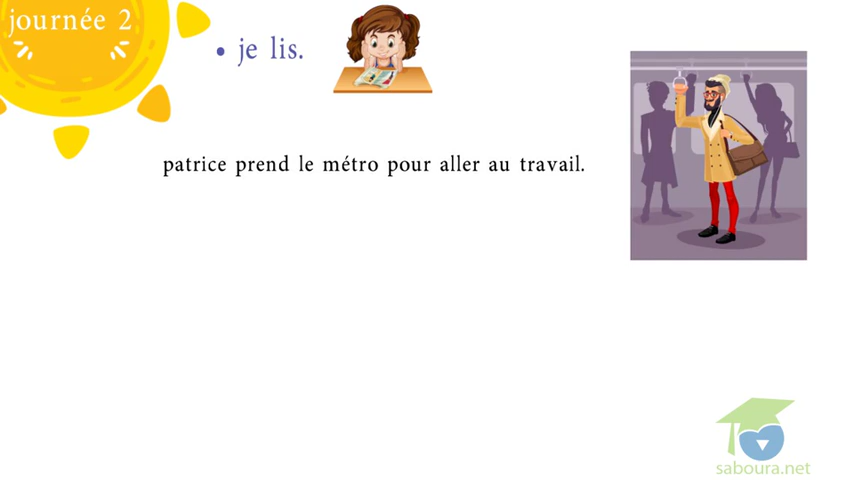 journée 2
• je lis.
patrice prend le métro pour aller au travail.
saboura.net